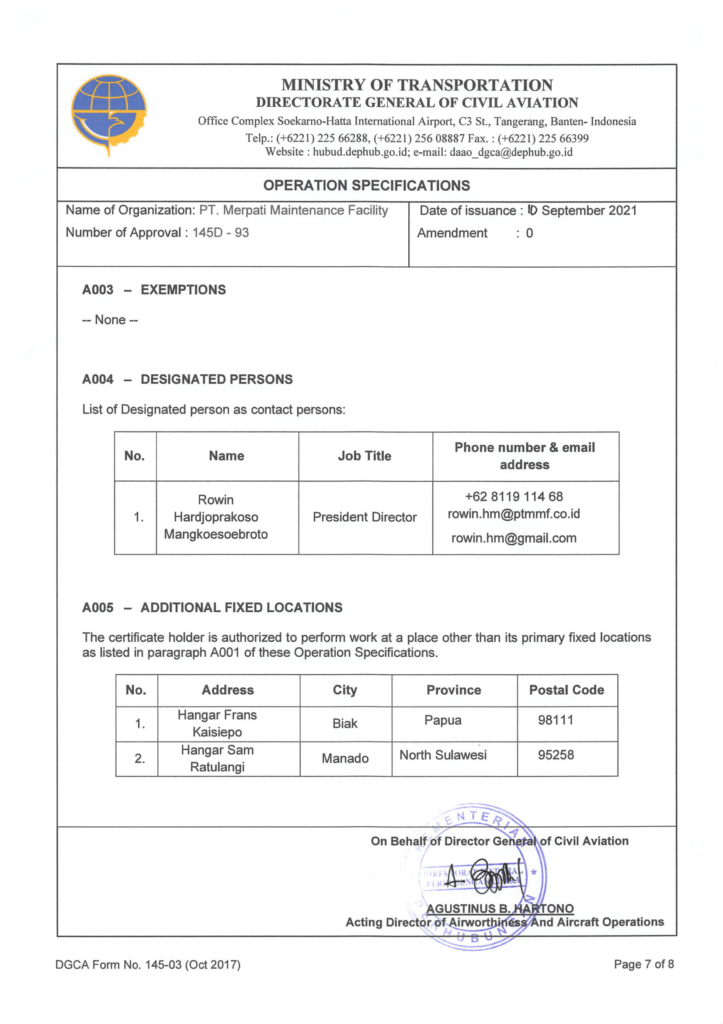 MINISTRY OF TRANSPORTATION
DIRECTORATE GENERAL OF CIVIL AVIATION
Office Complex Soekarno-Hatta International Airport, C3 St., Tangerang, Banten- Indonesia
Telp.: (+6221) 225 66288, (+6221) 256 08887 Fax. : (+6221) 225 66399
Website : hubud.dephub.go.id; e-mail: daao_dgca@dephub.go.id
OPERATION SPECIFICATIONS
Name of Organization: PT. Merpati Maintenance Facility
Number of Approval : 145D - 93
Date of issuance : 10 September 2021
Amendment : 0
A003 – EXEMPTIONS
-- None --
A004 – DESIGNATED PERSONS
List of Designated person as contact persons:
No. Name Job Title Phone number & email
address
1. Rowin
Hardjoprakoso
Mangkoesoebroto
President Director
+62 8119 114 68
rowin.hm@ptmmf.co.id
rowin.hm@gmail.com
A005 – ADDITIONAL FIXED LOCATIONS
The certificate holder is authorized to perform work at a place other than its primary fixed locations
as listed in paragraph A001 of these Operation Specifications.
No. Address City Province Postal Code
1. Hangar Frans
Kaisiepo
Biak Papua 98111
2. Hangar Sam
Ratulangi
Manado North Sulawesi 95258
On Behalf of Director General of Civil Aviation
AGUSTINUS B. HARTONO
Acting Director of Airworthiness And Aircraft Operations
DGCA Form No. 145-03 (Oct 2017)
Page 7 of 8